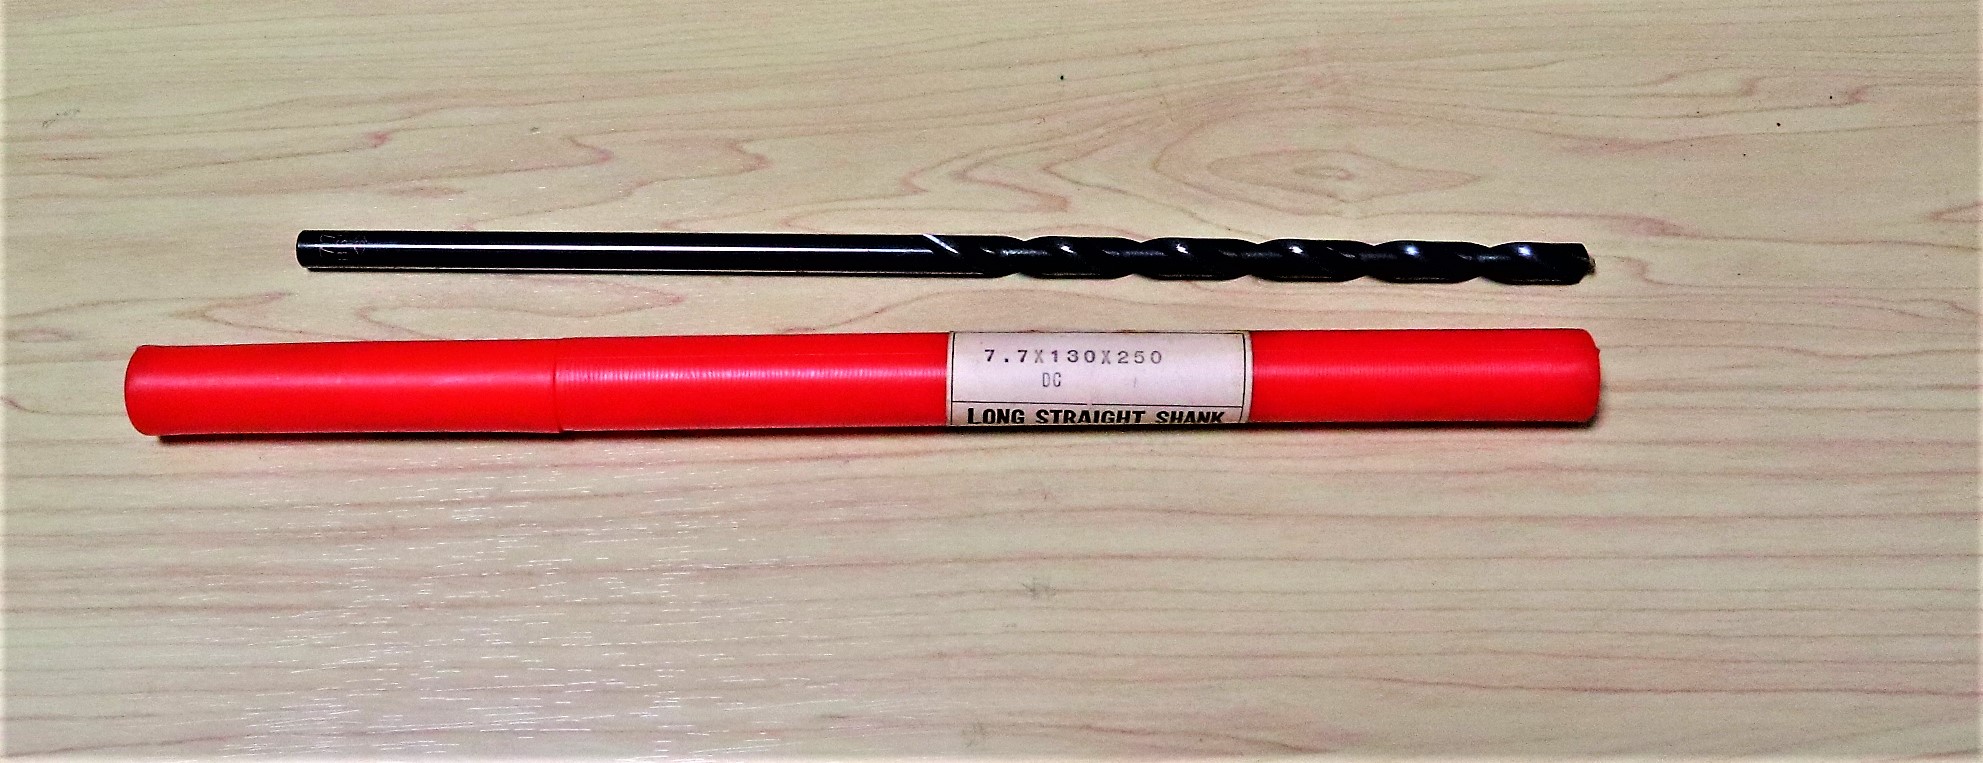 7.7X130X250
DC
LONG STRAIGHT SHANK